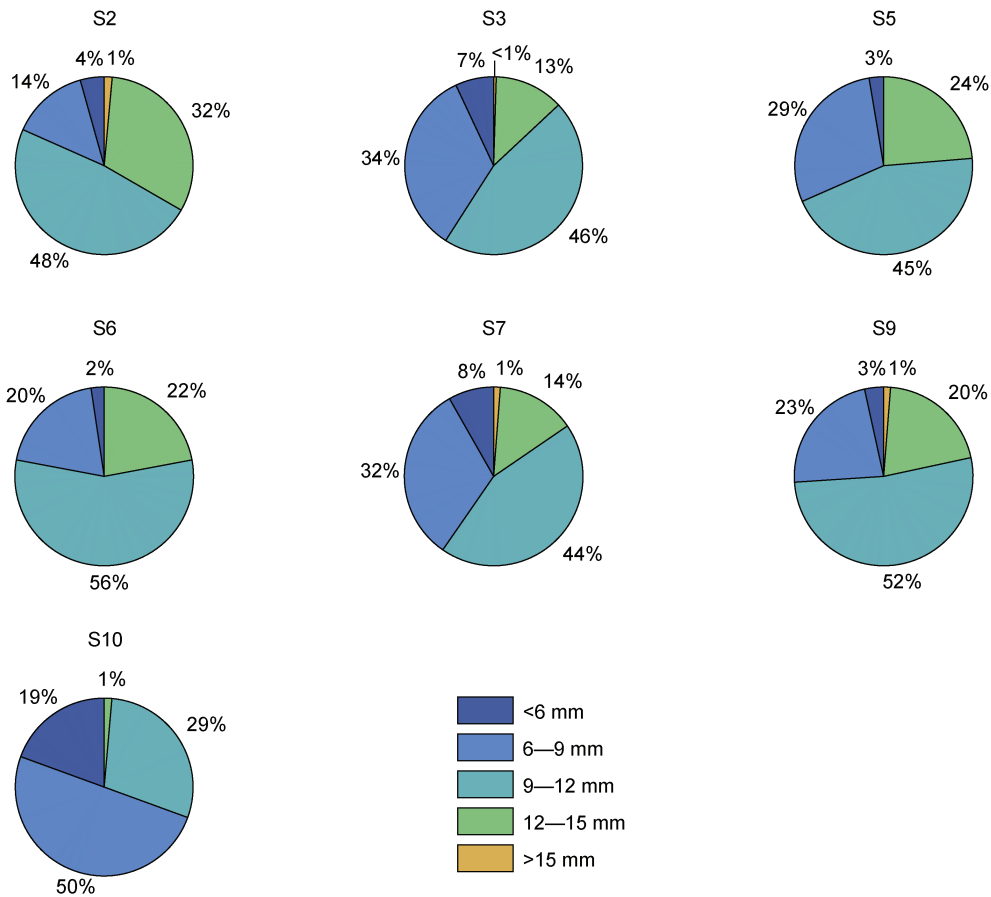 S2
4% 1%
14%
32%
48%
S3
7% <1% 13%
34%
46%
S5
3%
24%
29%
45%
S6
2%
20%
22%
56%
S7
8% 1% 14%
32%
44%
S9
3% 1%
20%
23%
52%
S10
1%
19%
29%
50%
<6 mm
6—9 mm
9—12 mm
12—15 mm
>15 mm